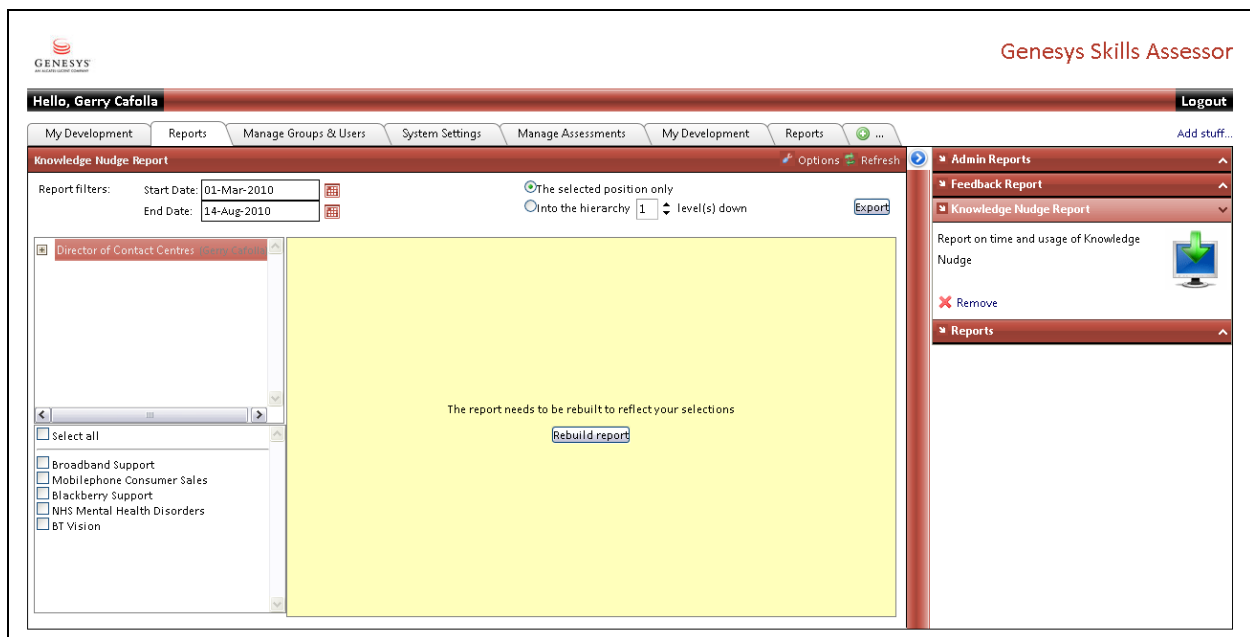 GENESYS
AN ALCATEL-LUCENT COMPANY
Genesys Skills Assessor
Hello, Gerry Cafolla
Logout
My Development
Reports
Manage Groups & Users
System Settings
Manage Assessments
My Development
Reports
...
Add stuff...
Knowledge Nudge Report
Options
Refresh
Admin Reports
Feedback Report
Knowledge Nudge Report
Report filters:
Start Date: 01-Mar-2010
End Date: 14-Aug-2010
The selected position only
Into the hierarchy 1 level(s) down
Export
Report on time and usage of Knowledge
Nudge
Remove
Reports
Director of Contact Centres (Gerry Cafolla)
The report needs to be rebuilt to reflect your selections
Rebuild report
Select all
Broadband Support
Mobilephone Consumer Sales
Blackberry Support
NHS Mental Health Disorders
BT Vision